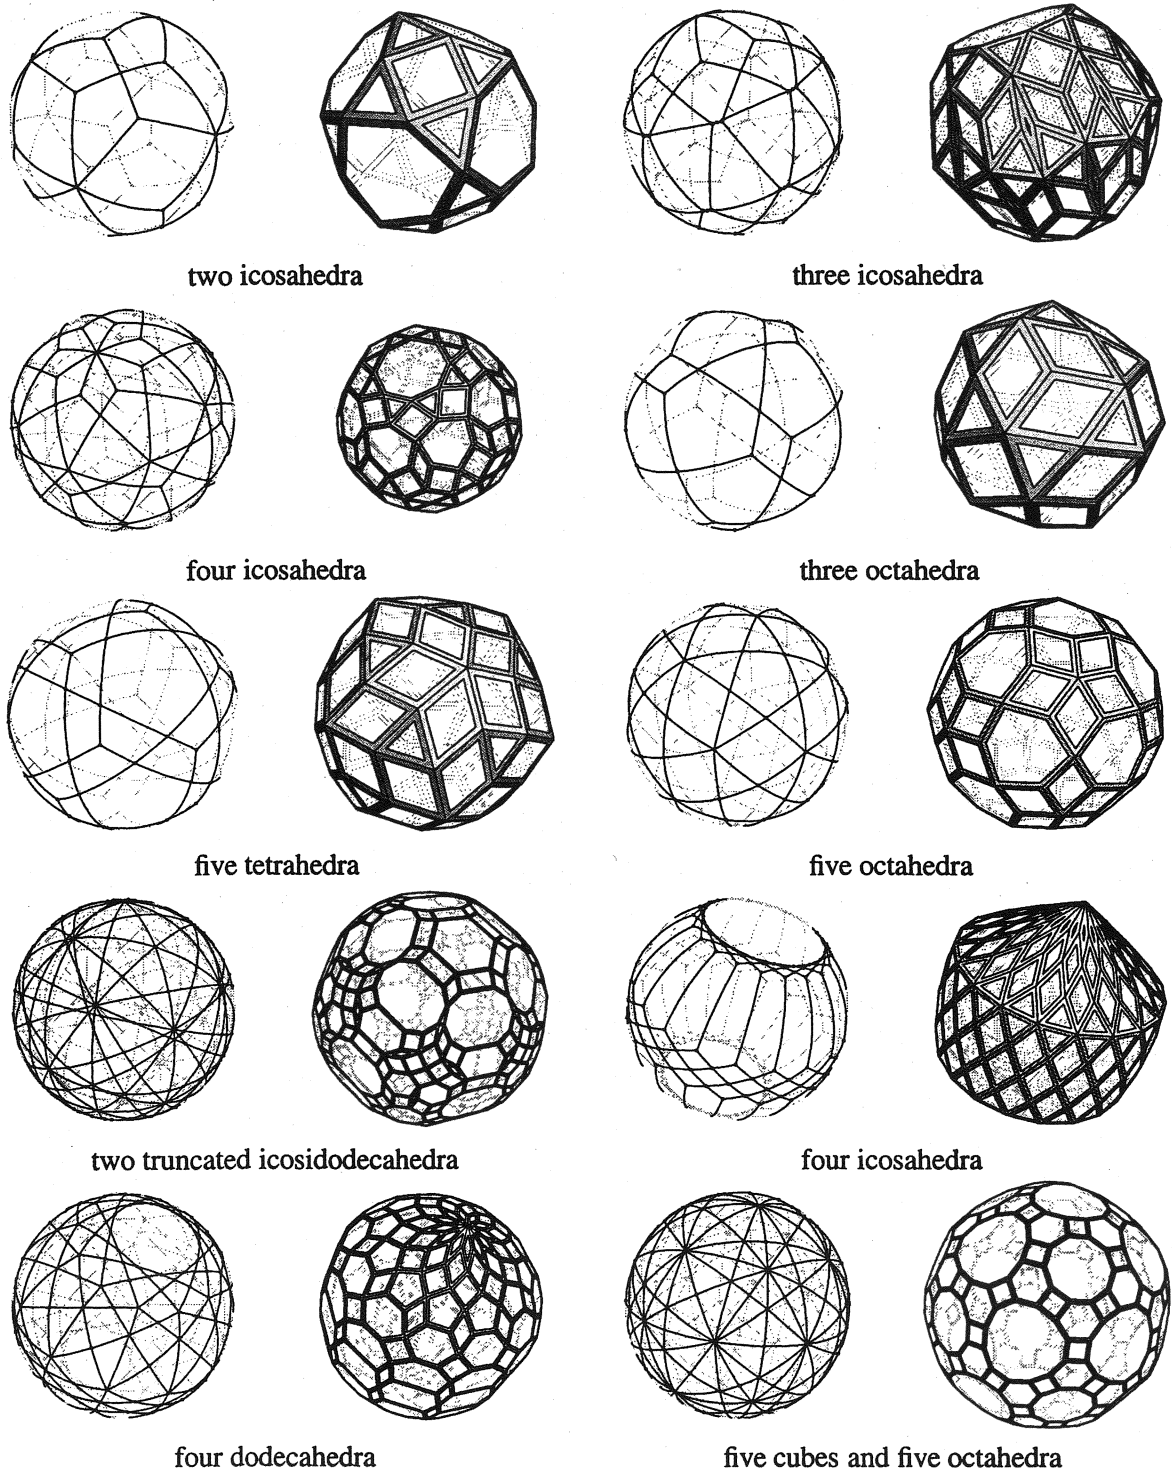 two icosahedra
three icosahedra
four icosahedra
three octahedra
five tetrahedra
five octahedra
two truncated icosidodecahedra
four icosahedra
four dodecahedra
five cubes and five octahedra